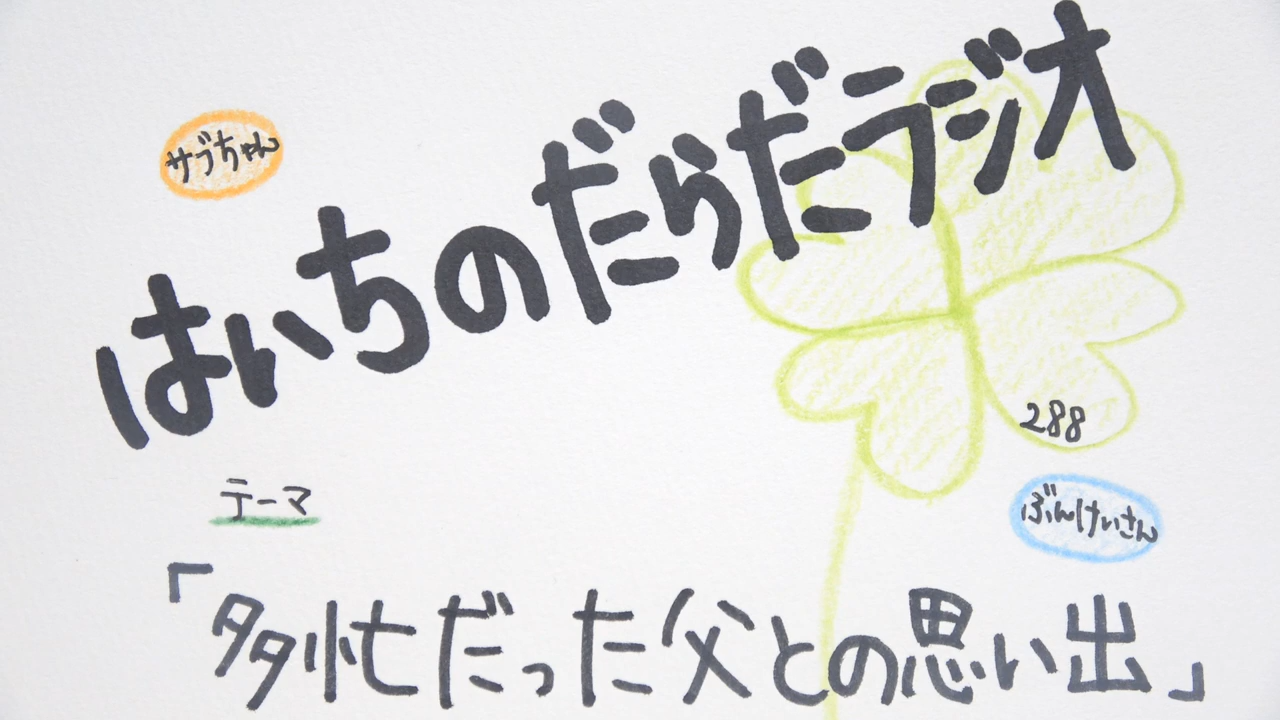 サブちゃん
はいちのだらだラジオ
288
テーマ
ぶんけいさん
「多忙だった父との思い出」